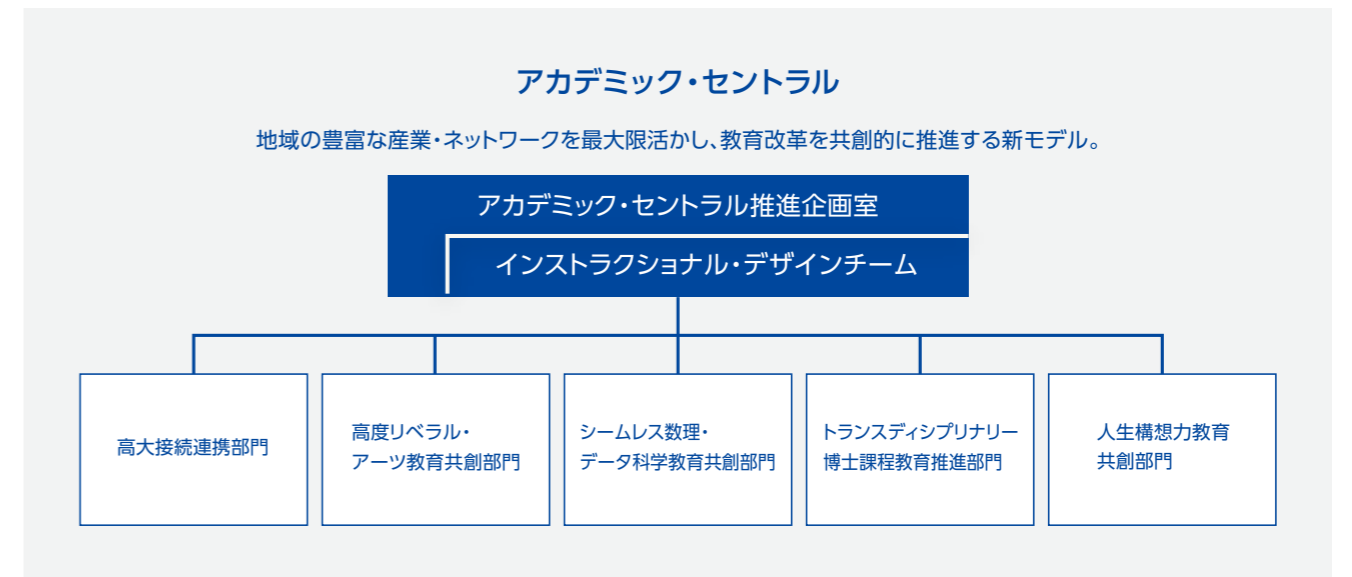 アカデミック・セントラル
地域の豊富な産業・ネットワークを最大限活かし、教育改革を共創的に推進する新モデル。
アカデミック・セントラル推進企画室
インストラクショナル・デザインチーム
高大接続連携部門
高度リベラル・
アーツ教育共創部門
シームレス数理・
データ科学教育共創部門
トランスディシプリナリー
博士課程教育推進部門
人生構想力教育
共創部門